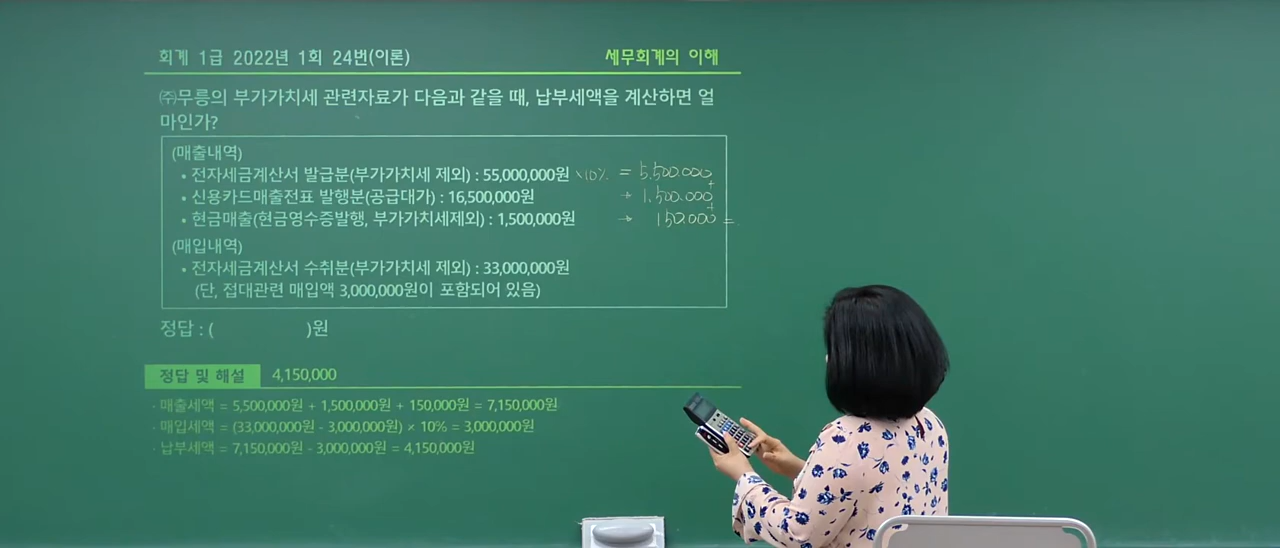 회계 1급 2022년 1회 24번(이론) 세무회계의 이해
㈜무릉의 부가가치세 관련자료가 다음과 같을 때, 납부세액을 계산하면 얼
마인가?
(매출내역)
• 전자세금계산서 발급분(부가가치세 제외) : 55,000,000원 ×10% = 5.500.000
• 신용카드매출전표 발행분(공급대가) : 16,500,000원 → 1.500.000
• 현금매출(현금영수증발행, 부가가치세제외) : 1,500,000원 → 150.000 =
(매입내역)
• 전자세금계산서 수취분(부가가치세 제외) : 33,000,000원
(단, 접대관련 매입액 3,000,000원이 포함되어 있음)
정답 : ( )원
정답 및 해설 4,150,000
· 매출세액 = 5,500,000원 + 1,500,000원 + 150,000원 = 7,150,000원
· 매입세액 = (33,000,000원 - 3,000,000원) × 10% = 3,000,000원
· 납부세액 = 7,150,000원 - 3,000,000원 = 4,150,000원